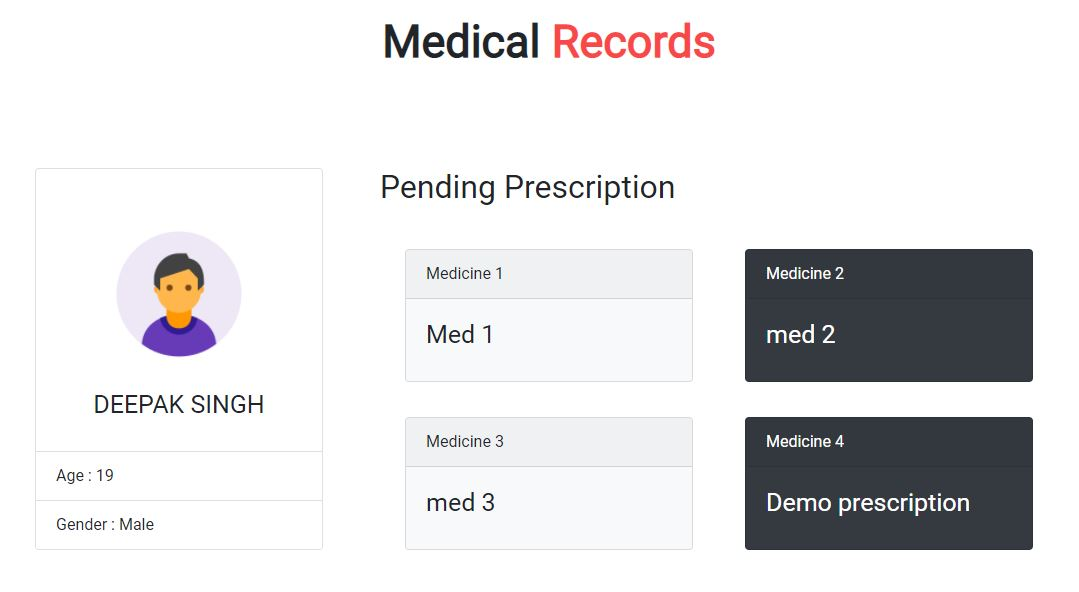 Medical Records
DEEPAK SINGH
Age : 19
Gender : Male
Pending Prescription
Medicine 1
Med 1
Medicine 2
med 2
Medicine 3
med 3
Medicine 4
Demo prescription